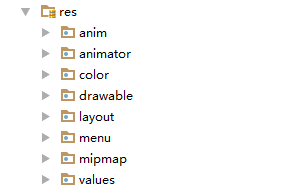 res
anim
animator
color
drawable
layout
menu
mipmap
values